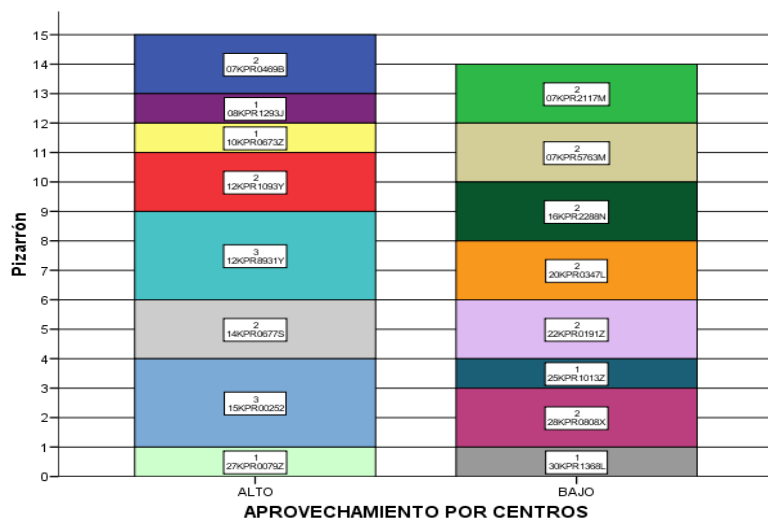 15
14
13
12
11
10
9
8
7
6
5
4
3
2
1
0
Pizarrón
2
07KPR0469B
1
08KPR1293J
1
10KPR0673Z
2
12KPR1093Y
3
12KPR8931Y
2
14KPR0677S
3
15KPR00252
1
27KPR0079Z
2
07KPR2117M
2
07KPR5763M
2
16KPR2288N
2
20KPR0347L
2
22KPR0191Z
1
25KPR1013Z
2
28KPR0808X
1
30KPR1368L
ALTO
BAJO
APROVECHAMIENTO POR CENTROS